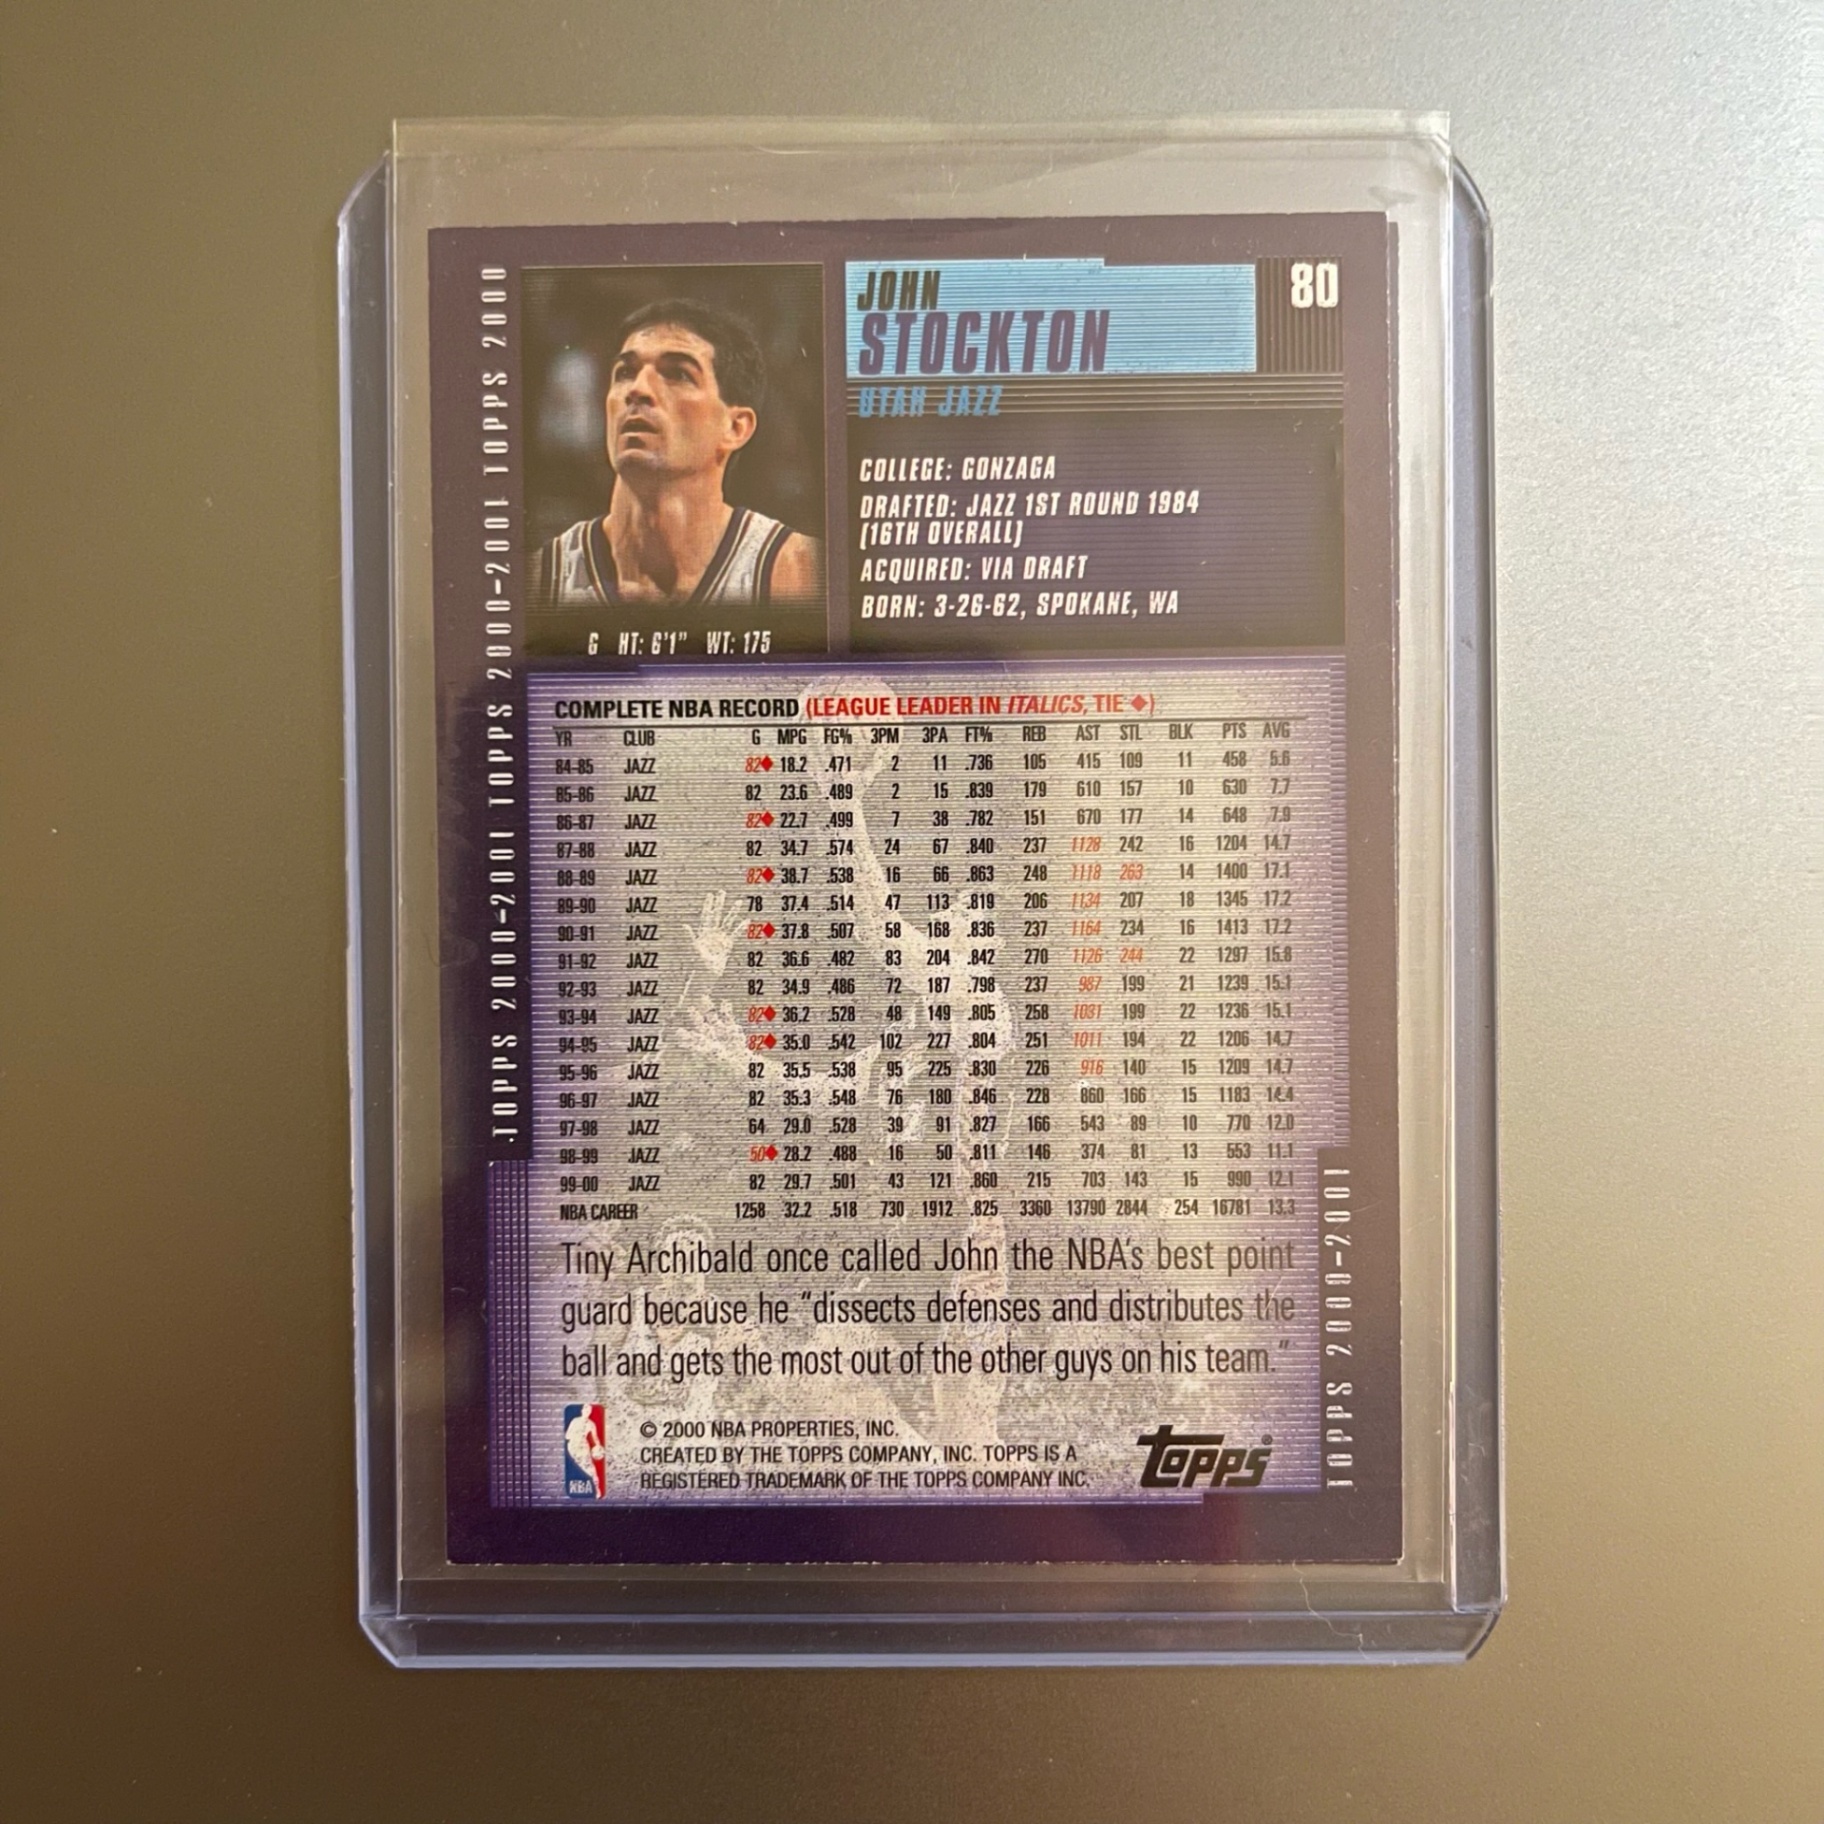 JOHN
STOCKTON
80
UTAH JAZZ
COLLEGE: GONZAGA
DRAFTED: JAZZ 1ST ROUND 1984
(16TH OVERALL)
ACQUIRED: VIA DRAFT
BORN: 3-26-62, SPOKANE, WA
G HT: 6'1" WT: 175
TOPPS 2000-2001 TOPPS 2000-2001 TOPPS 2000
COMPLETE NBA RECORD (LEAGUE LEADER IN ITALICS, TIE ♦)
YR CLUB G MPG FG% 3PM 3PA FT% REB AST STL BLK PTS AVG
84-85 JAZZ 82♦ 18.2 .471 2 11 .736 105 415 109 11 458 5.6
85-86 JAZZ 82 23.6 .489 2 15 .839 179 610 157 10 630 7.7
86-87 JAZZ 82♦ 22.7 .499 7 38 .782 151 670 177 14 648 7.9
87-88 JAZZ 82 34.7 .574 24 67 .840 237 1128 242 16 1204 14.7
88-89 JAZZ 82♦ 38.7 .538 16 66 .863 248 1118 263 14 1400 17.1
89-90 JAZZ 78 37.4 .514 47 113 .819 206 1134 207 18 1345 17.2
90-91 JAZZ 82♦ 37.8 .507 58 168 .836 237 1164 234 16 1413 17.2
91-92 JAZZ 82 36.6 .482 83 204 .842 270 1126 244 22 1297 15.8
92-93 JAZZ 82 34.9 .486 72 187 .798 237 987 199 21 1239 15.1
93-94 JAZZ 82♦ 36.2 .528 48 149 .805 258 1031 199 22 1236 15.1
94-95 JAZZ 82♦ 35.0 .542 102 227 .804 251 1011 194 22 1206 14.7
95-96 JAZZ 82 35.5 .538 95 225 .830 226 916 140 15 1209 14.7
96-97 JAZZ 82 35.3 .548 76 180 .846 228 860 166 15 1183 14.4
97-98 JAZZ 64 29.0 .528 39 91 .827 166 543 89 10 770 12.0
98-99 JAZZ 50♦ 28.2 .488 16 50 .811 146 374 81 13 553 11.1
99-00 JAZZ 82 29.7 .501 43 121 .860 215 703 143 15 990 12.1
NBA CAREER 1258 32.2 .518 730 1912 .825 3360 13790 2844 254 16781 13.3
Tiny Archibald once called John the NBA's best point
guard because he "dissects defenses and distributes the
ball and gets the most out of the other guys on his team."
TOPPS 2000-2001
NBA
© 2000 NBA PROPERTIES, INC.
CREATED BY THE TOPPS COMPANY, INC. TOPPS IS A
REGISTERED TRADEMARK OF THE TOPPS COMPANY INC.
TOPPS®